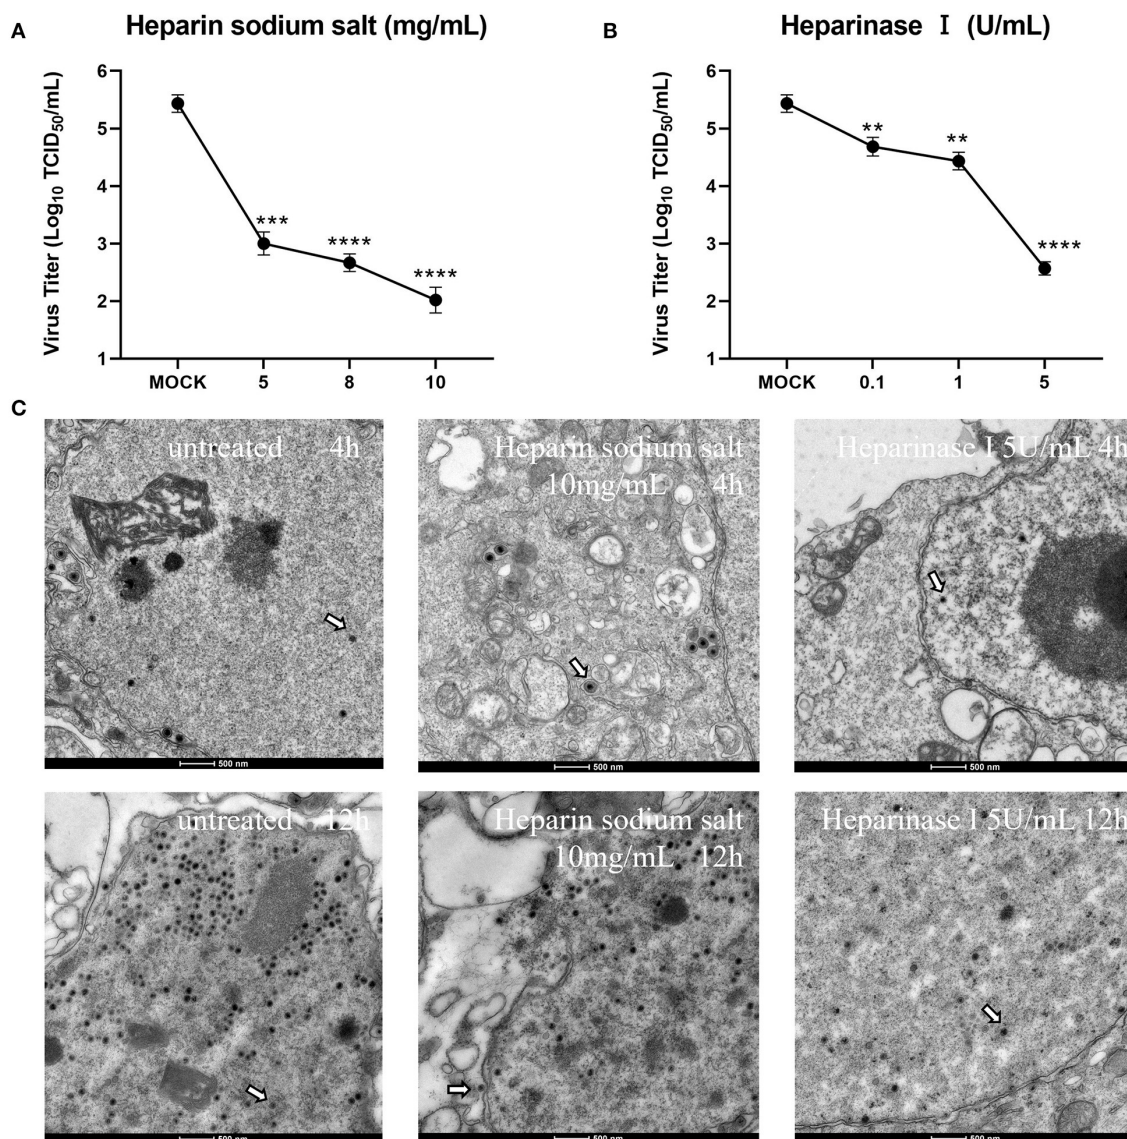 A
Heparin sodium salt (mg/mL)
Virus Titer (Log10 TCID50/mL)
6
5
4
3
2
1
***
****
****
MOCK 5 8 10
B
Heparinase Ⅰ (U/mL)
Virus Titer (Log10 TCID50/mL)
6
5
4
3
2
1
**
**
****
MOCK 0.1 1 5
C
untreated 4h
500 nm
Heparin sodium salt
10mg/mL 4h
500 nm
Heparinase I 5U/mL 4h
500 nm
untreated 12h
500 nm
Heparin sodium salt
10mg/mL 12h
500 nm
Heparinase I 5U/mL 12h
500 nm